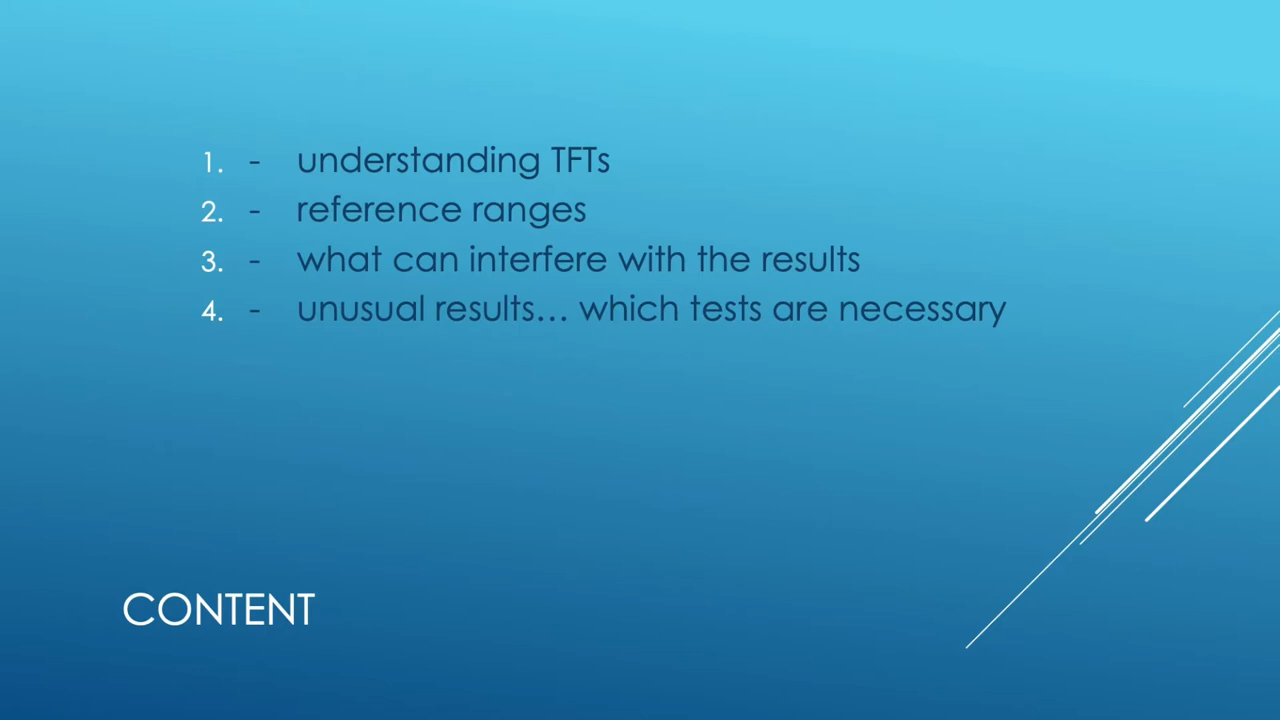 1. - understanding TFTs
2. - reference ranges
3. - what can interfere with the results
4. - unusual results… which tests are necessary
CONTENT